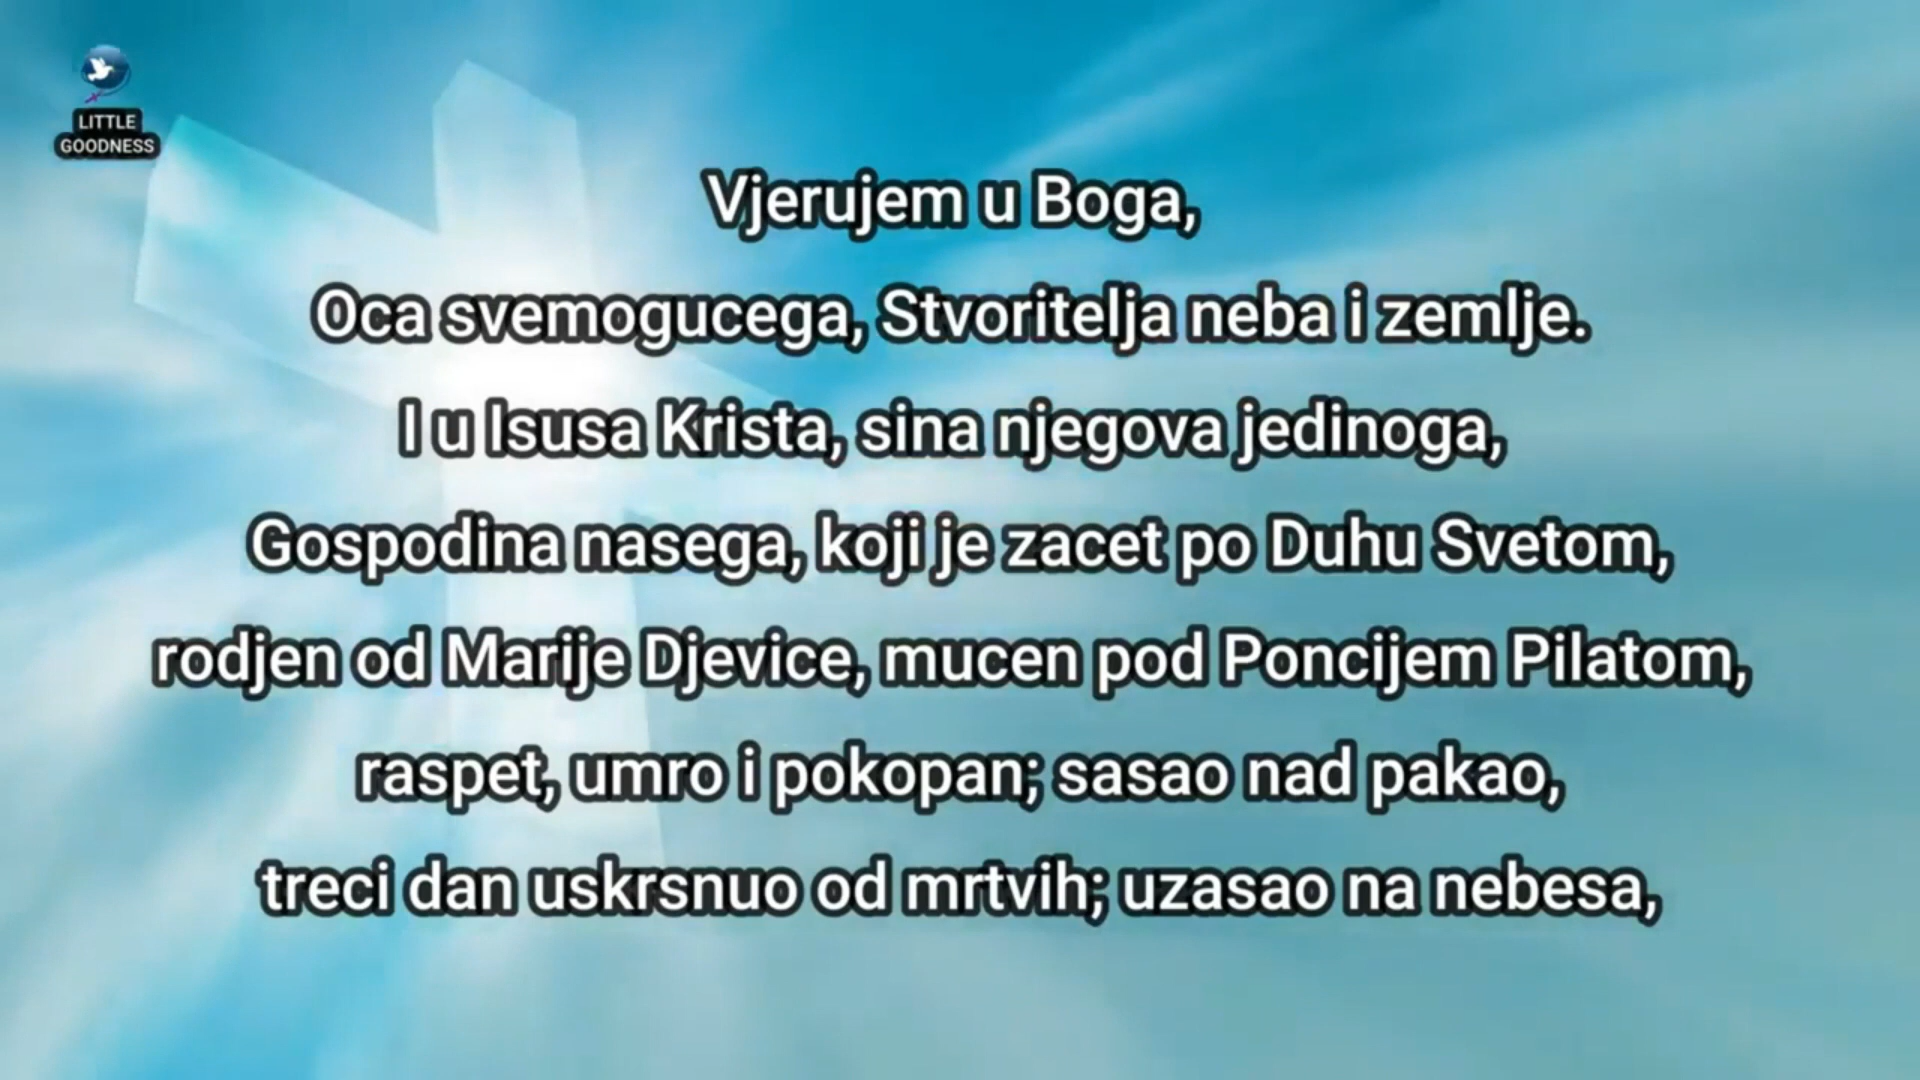 LITTLE
GOODNESS
Vjerujem u Boga,
Oca svemogucega, Stvoritelja neba i zemlje.
I u Isusa Krista, sina njegova jedinoga,
Gospodina nasega, koji je zacet po Duhu Svetom,
rodjen od Marije Djevice, mucen pod Poncijem Pilatom,
raspet, umro i pokopan; sasao nad pakao,
treci dan uskrsnuo od mrtvih; uzasao na nebesa,